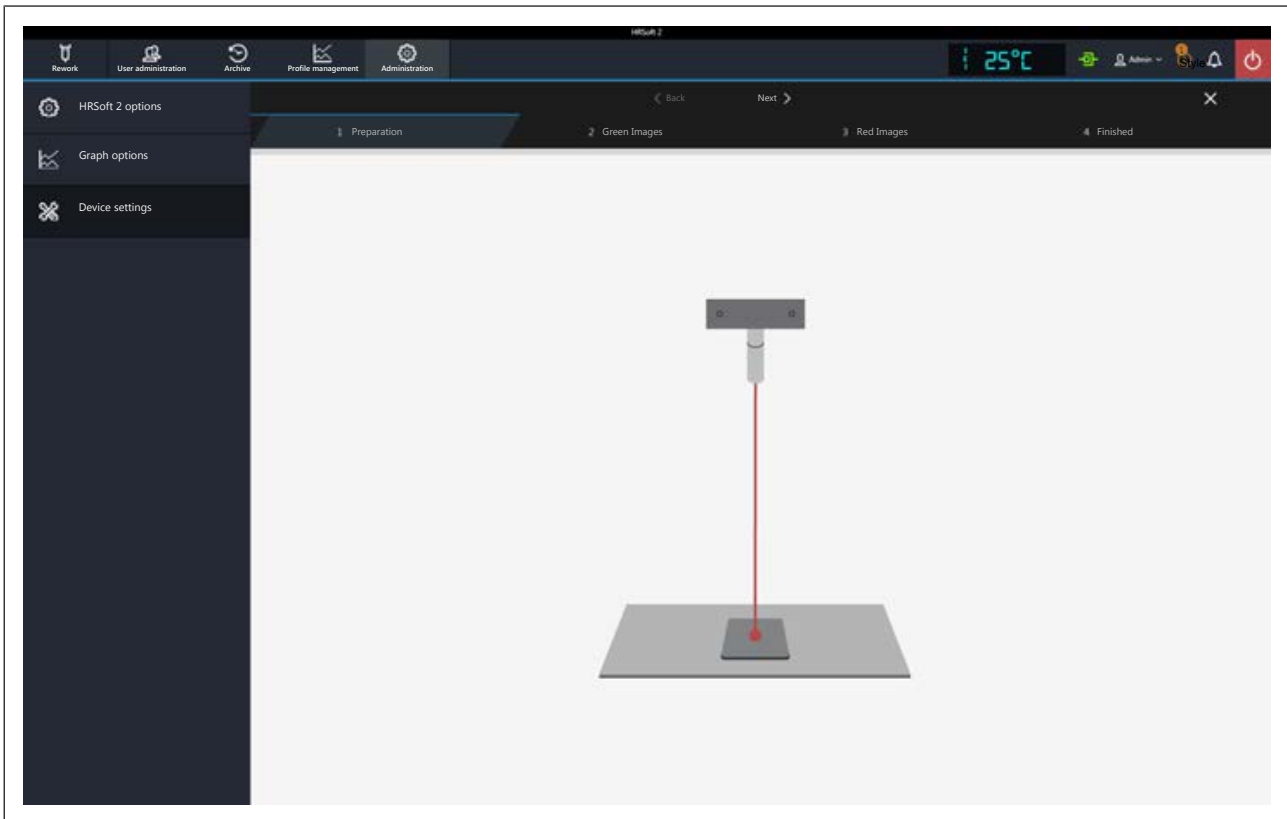 HRSoft 2
Rework User administration Archive Profile management Administration
25°C Admin Style
HRSoft 2 options
Back Next
1 Preparation 2 Green Images 3 Red Images 4 Finished
Graph options
Device settings